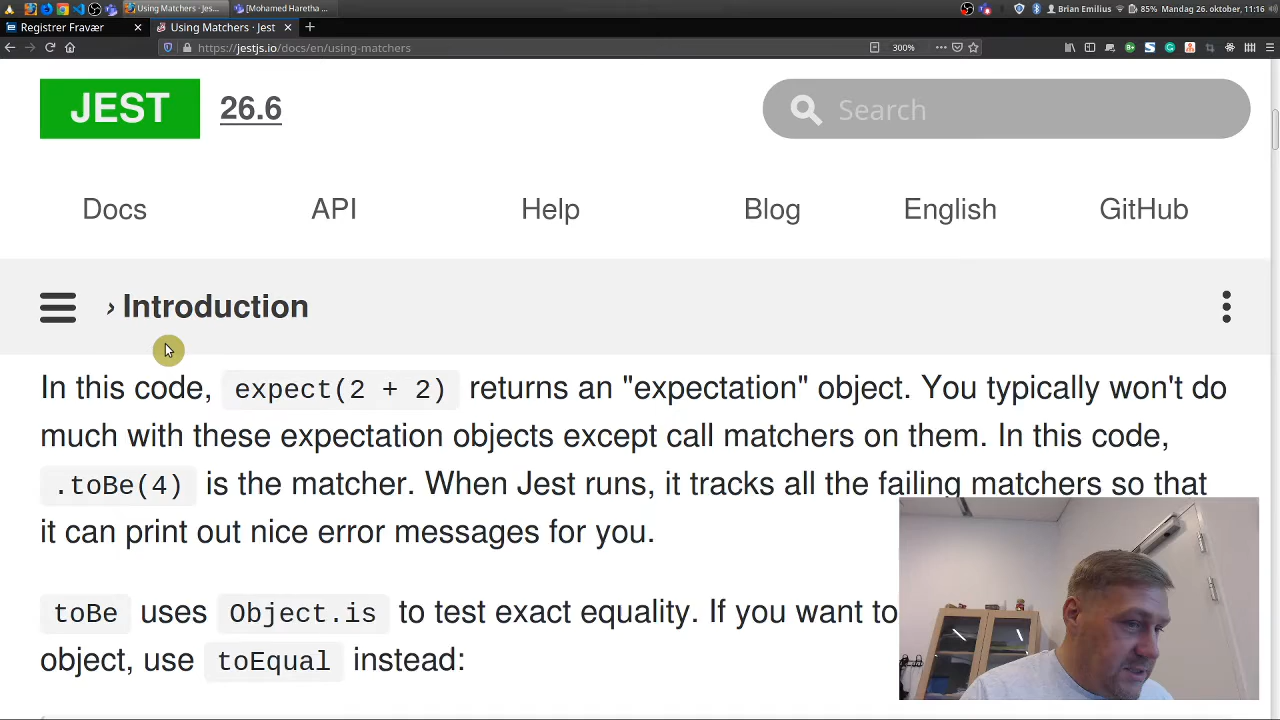 Using Matchers - Jes...
[Mohamed Haretha ...
Brian Emilius
85%
Mandag 26. oktober, 11:16
Registrer Fravær
Using Matchers · Jest
https://jestjs.io/docs/en/using-matchers
300%
JEST 26.6
Search
Docs API Help Blog English GitHub
› Introduction
In this code, expect(2 + 2) returns an "expectation" object. You typically won't do
much with these expectation objects except call matchers on them. In this code,
.toBe(4) is the matcher. When Jest runs, it tracks all the failing matchers so that
it can print out nice error messages for you.
toBe uses Object.is to test exact equality. If you want to
object, use toEqual instead: